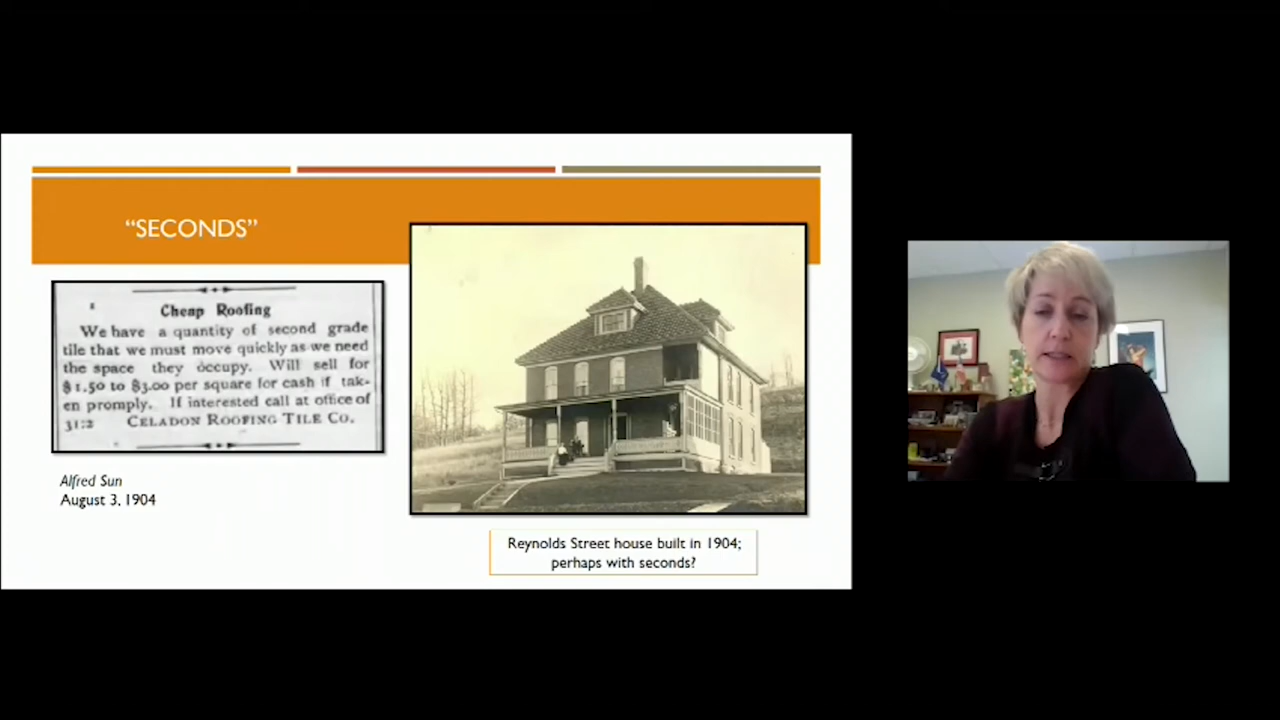 “SECONDS”
Cheap Roofing
We have a quantity of second grade
tile that we must move quickly as we need
the space they occupy. Will sell for
$1.50 to $3.00 per square for cash if tak-
en promply. If interested call at office of
31:2 CELADON ROOFING TILE CO.
Alfred Sun
August 3, 1904
Reynolds Street house built in 1904;
perhaps with seconds?